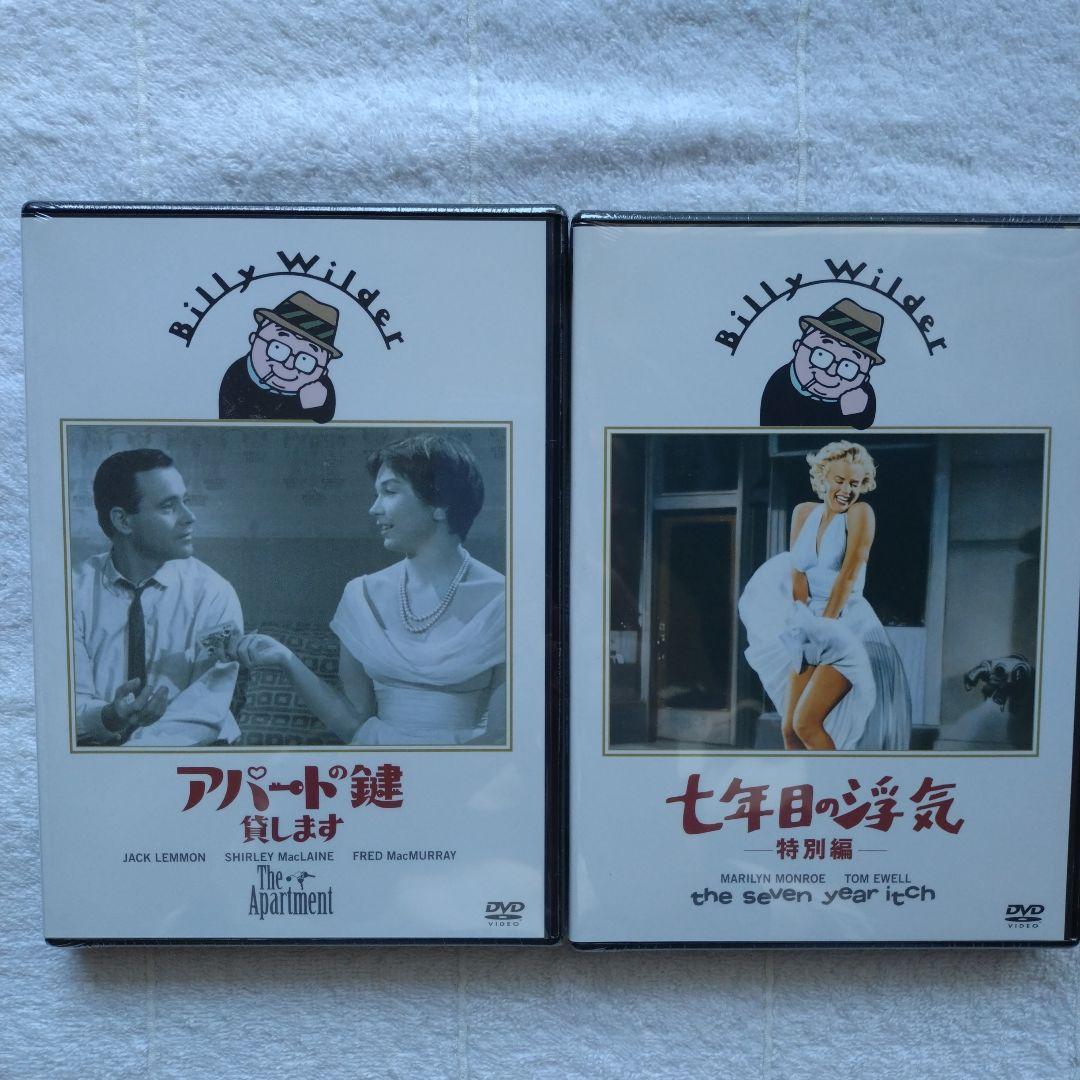 Billy Wilder
アパートの鍵
貸します
JACK LEMMON SHIRLEY MacLAINE FRED MacMURRAY
The
Apartment
DVD
VIDEO
Billy Wilder
七年目の浮気
特別編
MARILYN MONROE TOM EWELL
the seven year itch
DVD
VIDEO